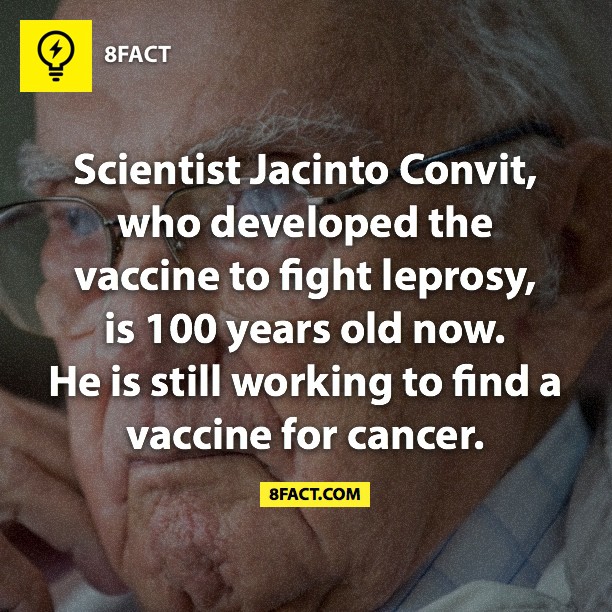 8FACT
Scientist Jacinto Convit,
who developed the
vaccine to fight leprosy,
is 100 years old now.
He is still working to find a
vaccine for cancer.
8FACT.COM